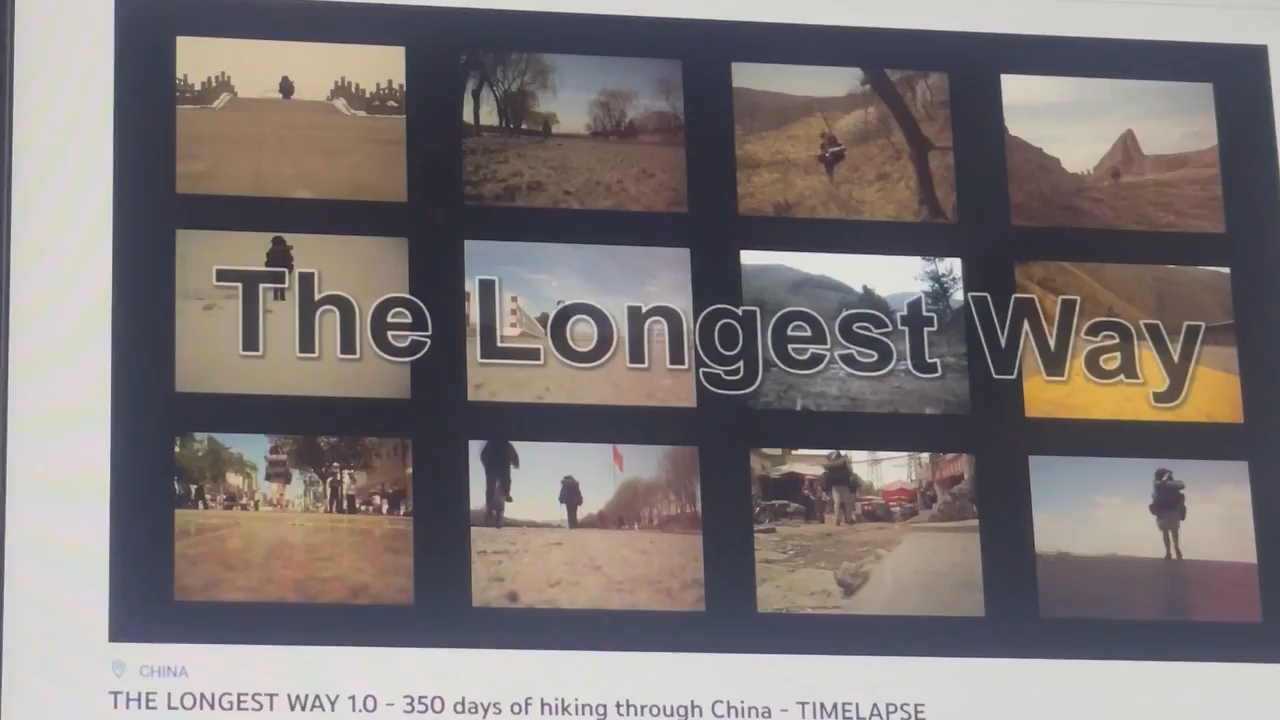 The Longest Way
CHINA
THE LONGEST WAY 1.0 - 350 days of hiking through China - TIMELAPSE